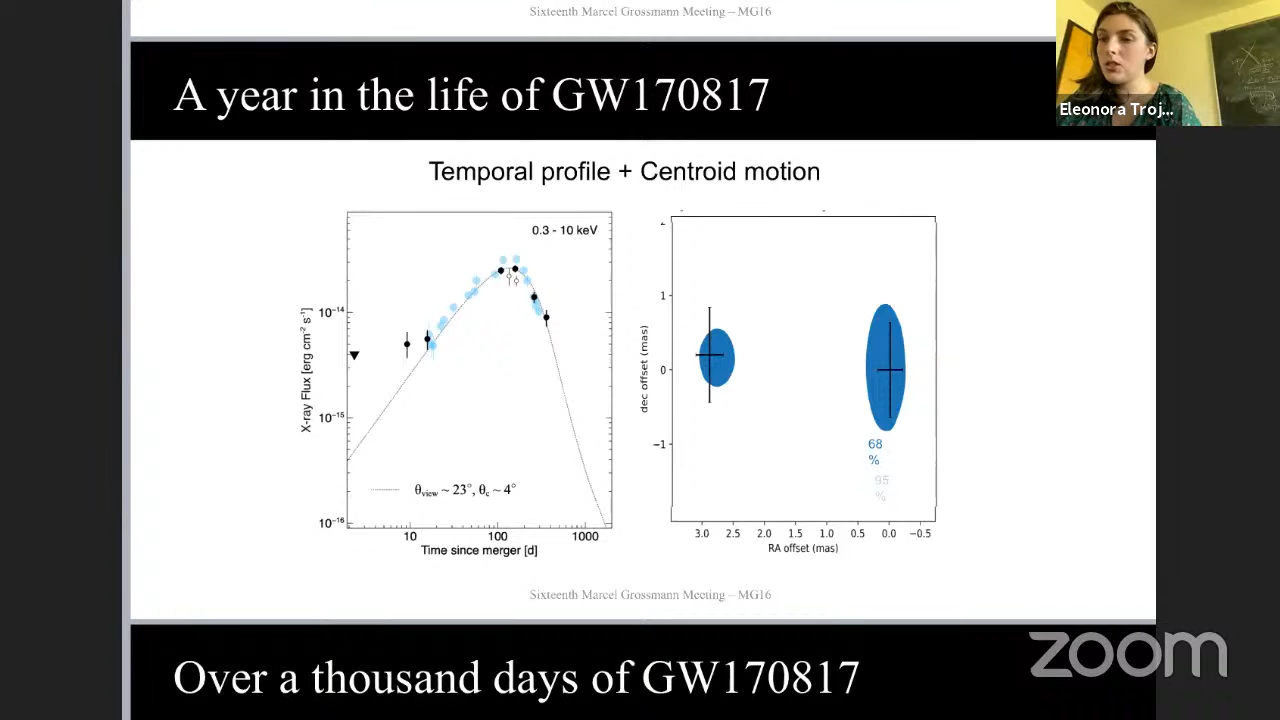 Sixteenth Marcel Grossmann Meeting – MG16
A year in the life of GW170817
Eleonora Troj...
Temporal profile + Centroid motion
0.3 - 10 keV
X-ray Flux [erg cm⁻² s⁻¹]
10⁻¹⁴
10⁻¹⁵
10⁻¹⁶
θview ~ 23°, θc ~ 4°
10 100 1000
Time since merger [d]
dec offset (mas)
1
0
−1
68
%
95
%
3.0 2.5 2.0 1.5 1.0 0.5 0.0 −0.5
RA offset (mas)
Sixteenth Marcel Grossmann Meeting – MG16
Over a thousand days of GW170817
zoom